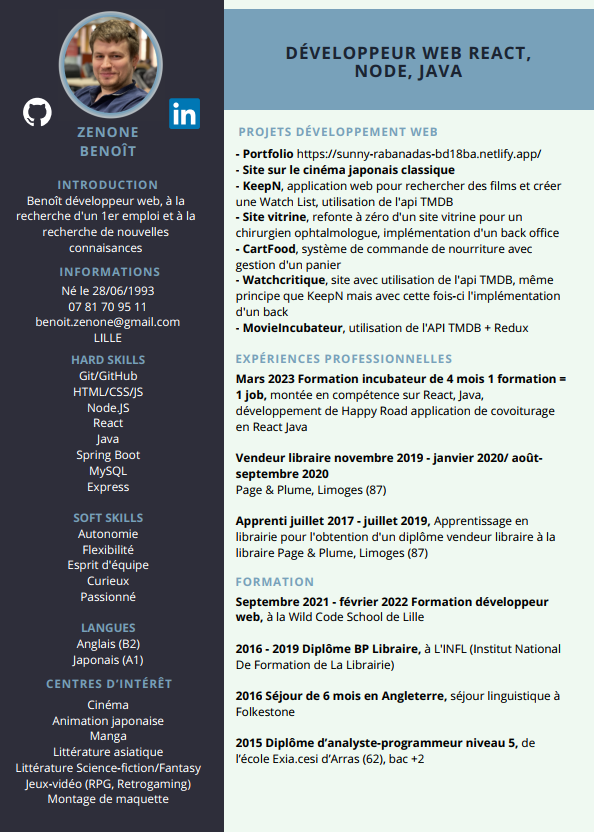 in
ZENONE
BENOÎT
INTRODUCTION
Benoît développeur web, à la
recherche d'un 1er emploi et à la
recherche de nouvelles
connaisances
INFORMATIONS
Né le 28/06/1993
07 81 70 95 11
benoit.zenone@gmail.com
LILLE
HARD SKILLS
Git/GitHub
HTML/CSS/JS
Node.JS
React
Java
Spring Boot
MySQL
Express
SOFT SKILLS
Autonomie
Flexibilité
Esprit d'équipe
Curieux
Passionné
LANGUES
Anglais (B2)
Japonais (A1)
CENTRES D'INTÉRÊT
Cinéma
Animation japonaise
Manga
Littérature asiatique
Littérature Science-fiction/Fantasy
Jeux-vidéo (RPG, Retrogaming)
Montage de maquette
DÉVELOPPEUR WEB REACT,
NODE, JAVA
PROJETS DÉVELOPPEMENT WEB
- Portfolio https://sunny-rabanadas-bd18ba.netlify.app/
- Site sur le cinéma japonais classique
- KeepN, application web pour rechercher des films et créer
une Watch List, utilisation de l'api TMDB
- Site vitrine, refonte à zéro d'un site vitrine pour un
chirurgien ophtalmologue, implémentation d'un back office
- CartFood, système de commande de nourriture avec
gestion d'un panier
- Watchcritique, site avec utilisation de l'api TMDB, même
principe que KeepN mais avec cette fois-ci l'implémentation
d'un back
- MovieIncubateur, utilisation de l'API TMDB + Redux
EXPÉRIENCES PROFESSIONNELLES
Mars 2023 Formation incubateur de 4 mois 1 formation =
1 job, montée en compétence sur React, Java,
développement de Happy Road application de covoiturage
en React Java
Vendeur libraire novembre 2019 - janvier 2020/ août-
septembre 2020
Page & Plume, Limoges (87)
Apprenti juillet 2017 - juillet 2019, Apprentissage en
librairie pour l'obtention d'un diplôme vendeur libraire à la
libraire Page & Plume, Limoges (87)
FORMATION
Septembre 2021 - février 2022 Formation développeur
web, à la Wild Code School de Lille
2016 - 2019 Diplôme BP Libraire, à L'INFL (Institut National
De Formation de La Librairie)
2016 Séjour de 6 mois en Angleterre, séjour linguistique à
Folkestone
2015 Diplôme d’analyste-programmeur niveau 5, de
l’école Exia.cesi d’Arras (62), bac +2